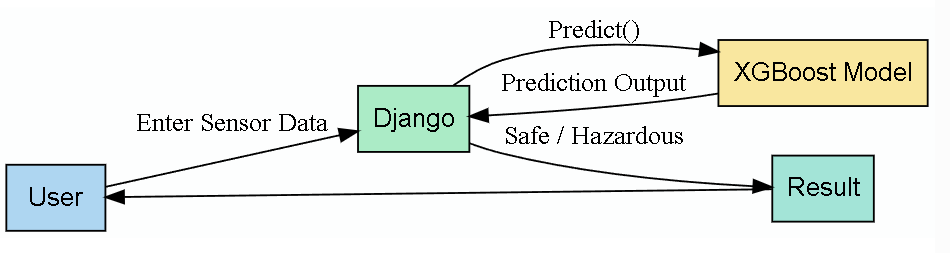 Predict()
XGBoost Model
Prediction Output
Enter Sensor Data
Django
Safe / Hazardous
User
Result